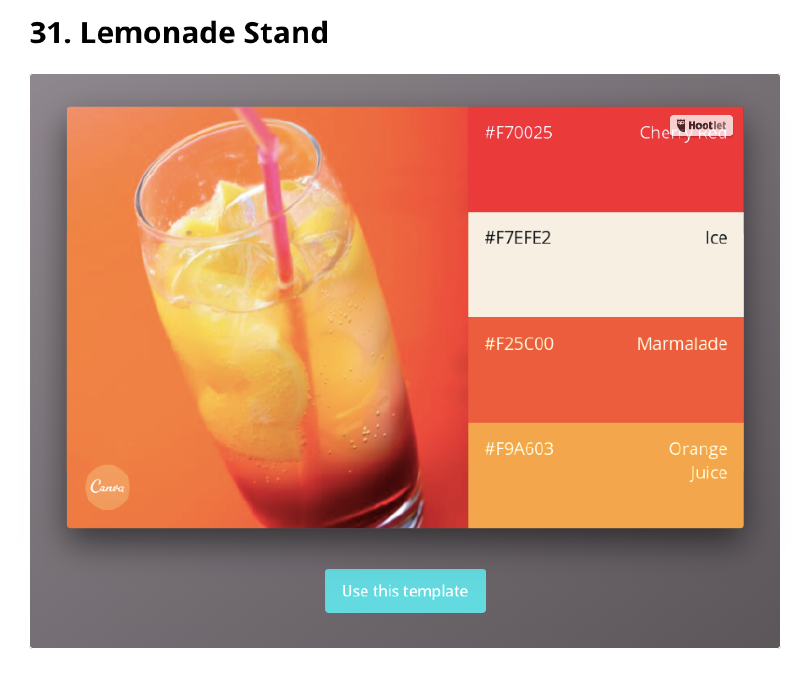 31. Lemonade Stand
#F70025 Cherry Red
Hootlet
#F7EFE2 Ice
#F25C00 Marmalade
#F9A603 Orange
Juice
Canva
Use this template